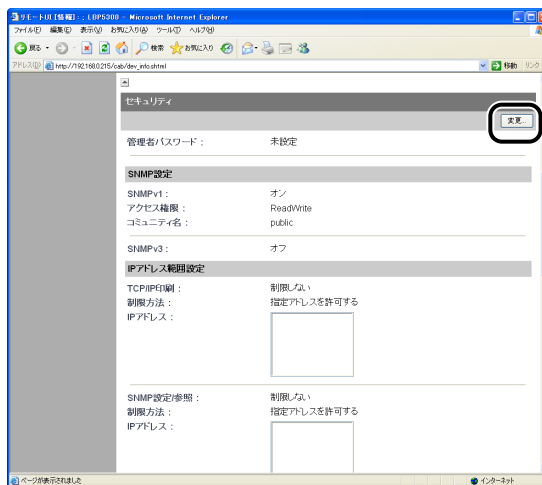 リモートUI [情報] : : LBP5300 - Microsoft Internet Explorer
ファイル(F) 編集(E) 表示(V) お気に入り(A) ツール(T) ヘルプ(H)
戻る 検索 お気に入り
アドレス(D) http://192.168.0.215/cab/dev_info.shtml 移動 リンク
セキュリティ
変更...
管理者パスワード : 未設定
SNMP設定
SNMPv1 : オン
アクセス権限 : ReadWrite
コミュニティ名 : public
SNMPv3 : オフ
IPアドレス範囲設定
TCP/IP印刷 : 制限しない
制限方法 : 指定アドレスを許可する
IPアドレス :
SNMP設定/参照 : 制限しない
制限方法 : 指定アドレスを許可する
IPアドレス :
ページが表示されました インターネット